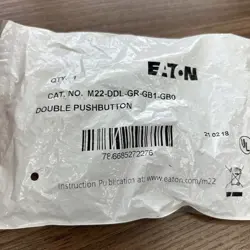 QTY. 1
EATON
CAT. NO. M22-DDL-GR-GB1-GB0
DOUBLE PUSHBUTTON
21 02 18
UL
Instruction Publication at: www.eaton.com/m22